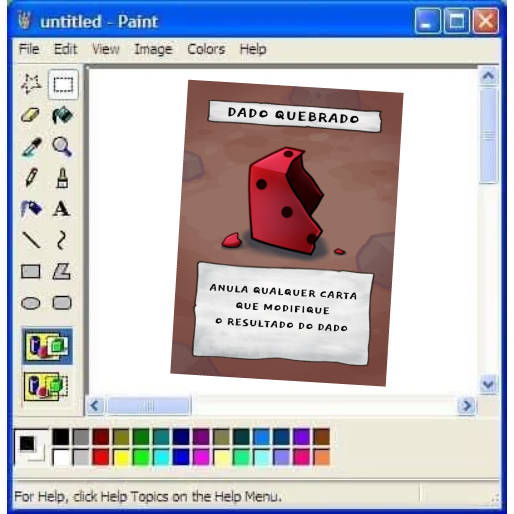 untitled - Paint
File Edit View Image Colors Help
A
DADO QUEBRADO
ANULA QUALQUER CARTA
QUE MODIFIQUE
O RESULTADO DO DADO
For Help, click Help Topics on the Help Menu.